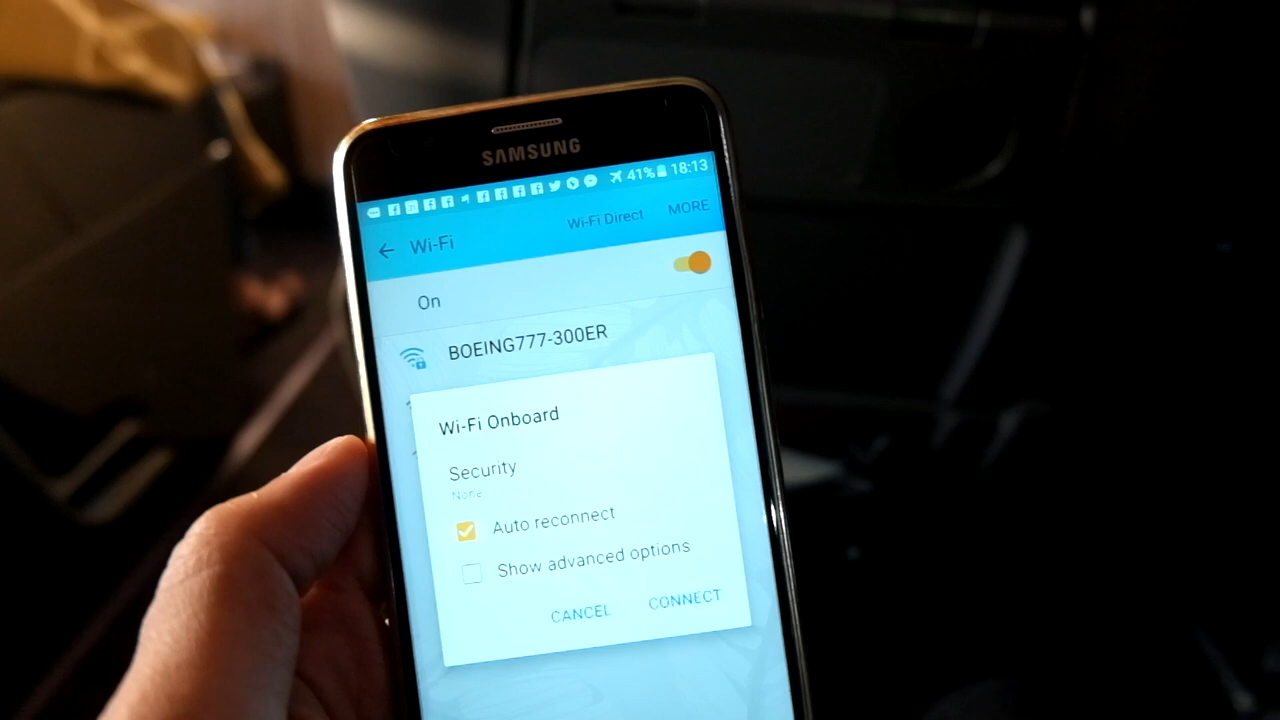 SAMSUNG
41% 18:13
Wi-Fi Wi-Fi Direct MORE
On
BOEING777-300ER
Wi-Fi Onboard
Security
None
Auto reconnect
Show advanced options
CANCEL CONNECT